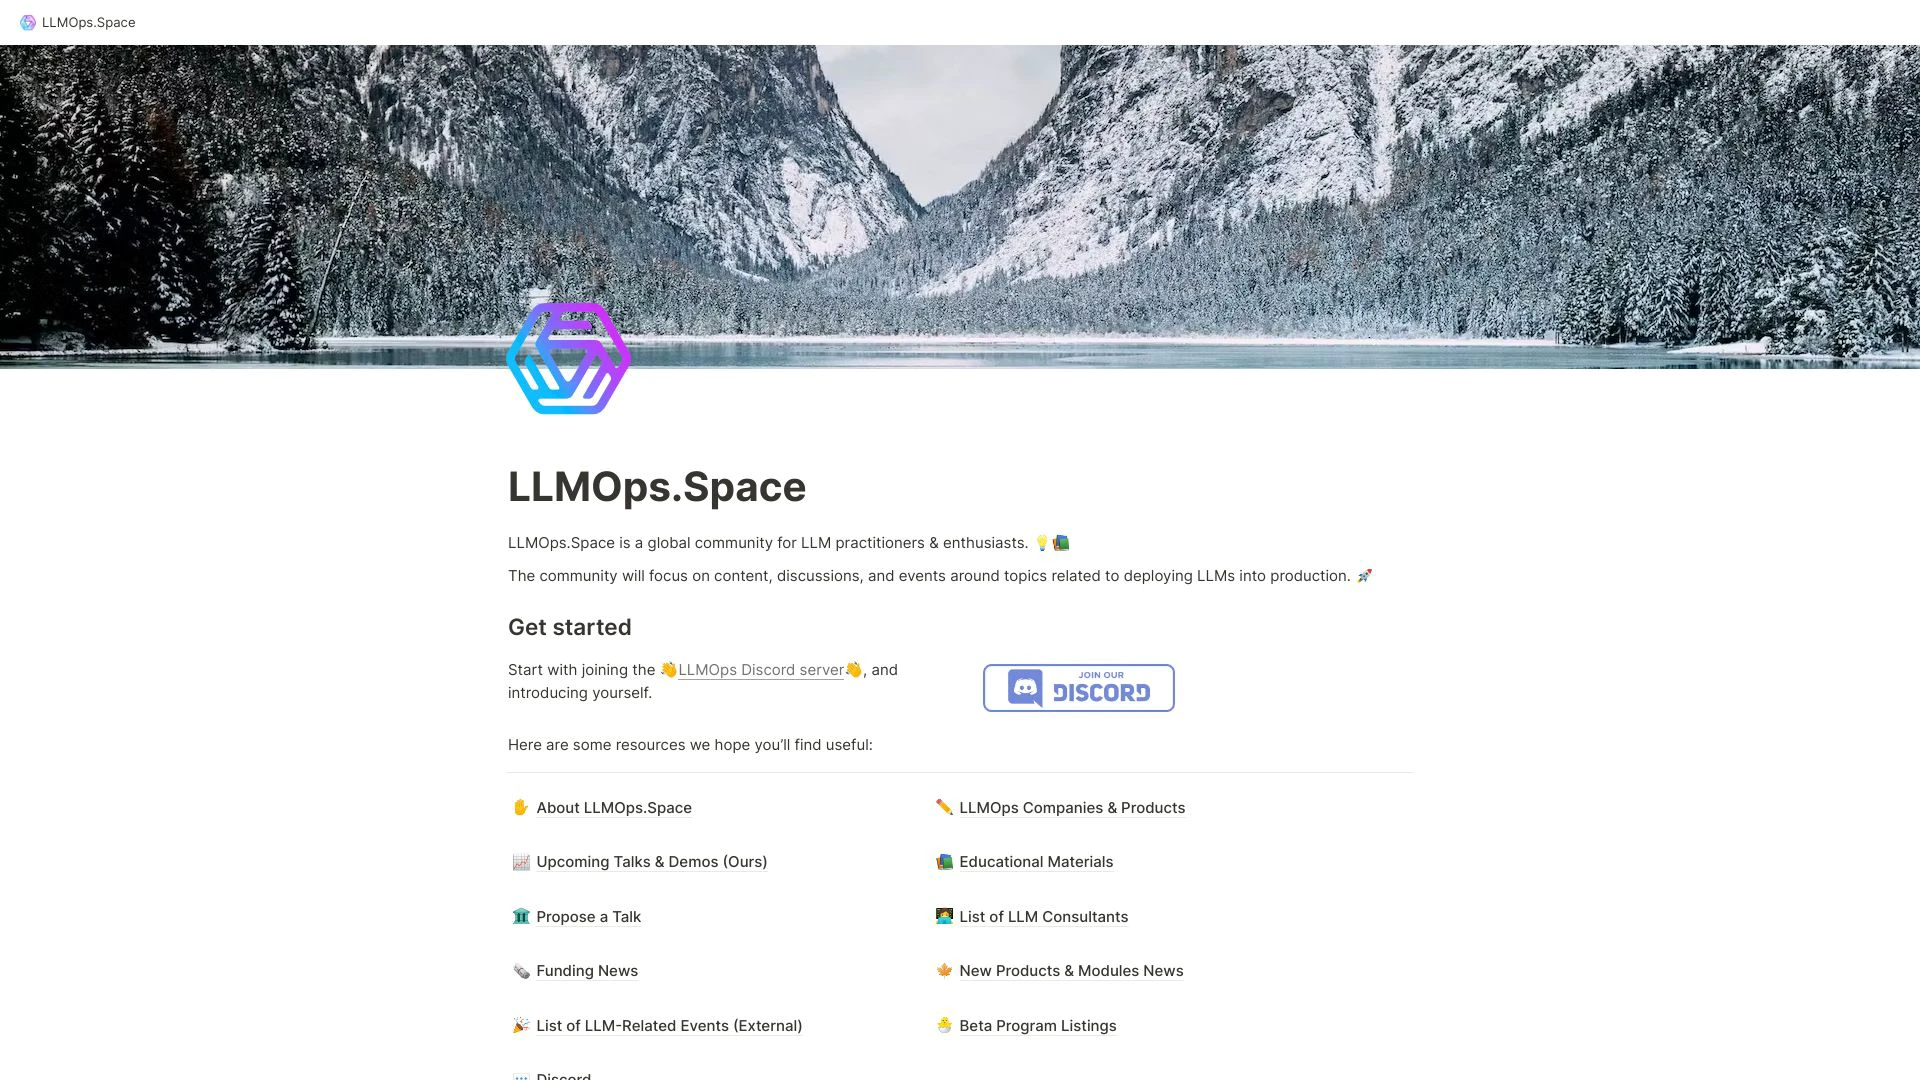 LLMOps.Space
LLMOps.Space
LLMOps.Space is a global community for LLM practitioners & enthusiasts. 💡📚
The community will focus on content, discussions, and events around topics related to deploying LLMs into production. 🚀
Get started
Start with joining the 👋LLMOps Discord server👋, and
introducing yourself.
JOIN OUR
DISCORD
Here are some resources we hope you’ll find useful:
About LLMOps.Space
LLMOps Companies & Products
Upcoming Talks & Demos (Ours)
Educational Materials
Propose a Talk
List of LLM Consultants
Funding News
New Products & Modules News
List of LLM-Related Events (External)
Beta Program Listings
Discord